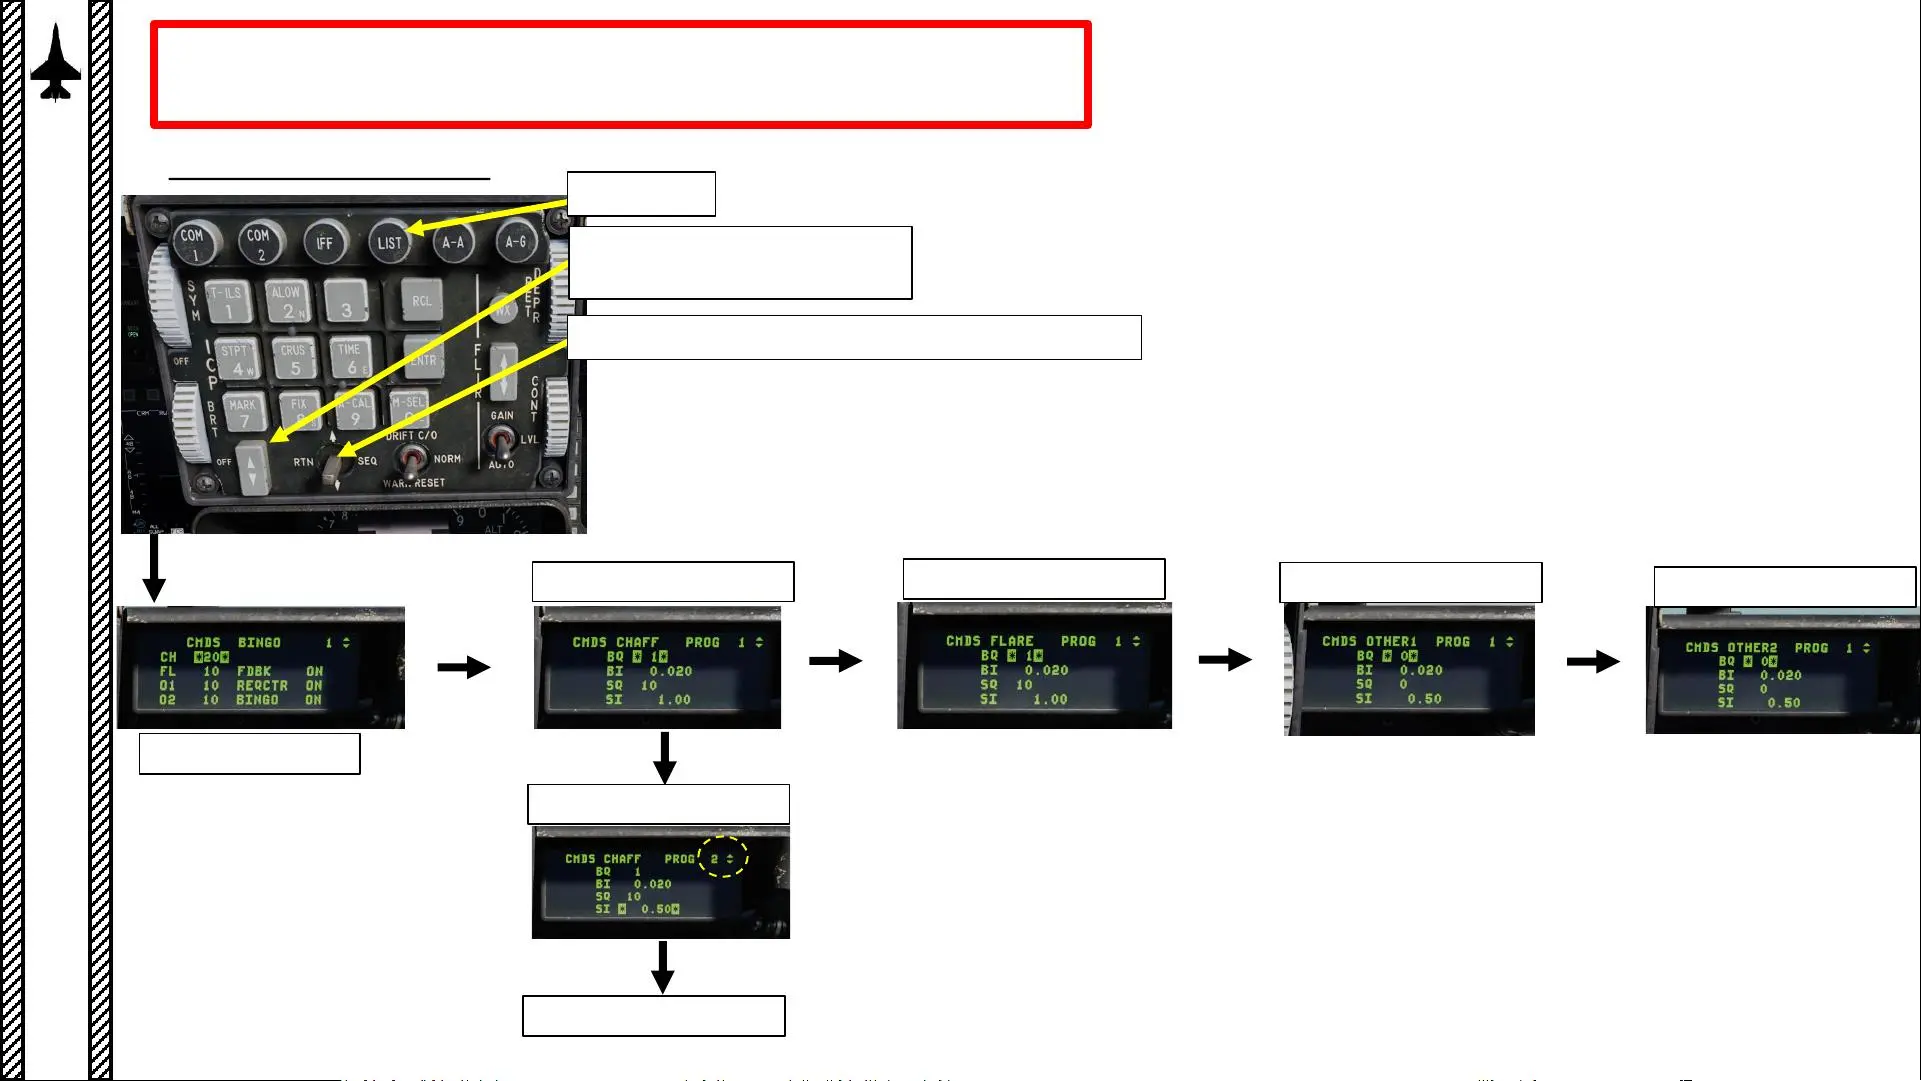 COM 1
COM 2
IFF
LIST
A-A
A-G
SYM
T-ILS 1
ALOW 2 N
3
RCL
WX
RET
DEPR
OFF
ICP
STPT 4 W
CRUS 5
TIME 6 E
ENTR
FLIR
CONT
BRT
MARK 7
FIX
A-CAL 9
M-SEL
GAIN
LVL
AUTO
DRIFT C/O
NORM
WARN RESET
OFF
RTN
SEQ
ALT
CMDS BINGO 1
CH *20*
FL 10 FDBK ON
O1 10 REQCTR ON
O2 10 BINGO ON
CMDS CHAFF PROG 1
BQ * 1*
BI 0.020
SQ 10
SI 1.00
CMDS FLARE PROG 1
BQ * 1*
BI 0.020
SQ 10
SI 1.00
CMDS OTHER1 PROG 1
BQ * 0*
BI 0.020
SQ 0
SI 0.50
CMDS OTHER2 PROG 1
BQ * 0*
BI 0.020
SQ 0
SI 0.50
CMDS CHAFF PROG 2
BQ 1
BI 0.020
SQ 10
SI * 0.50*